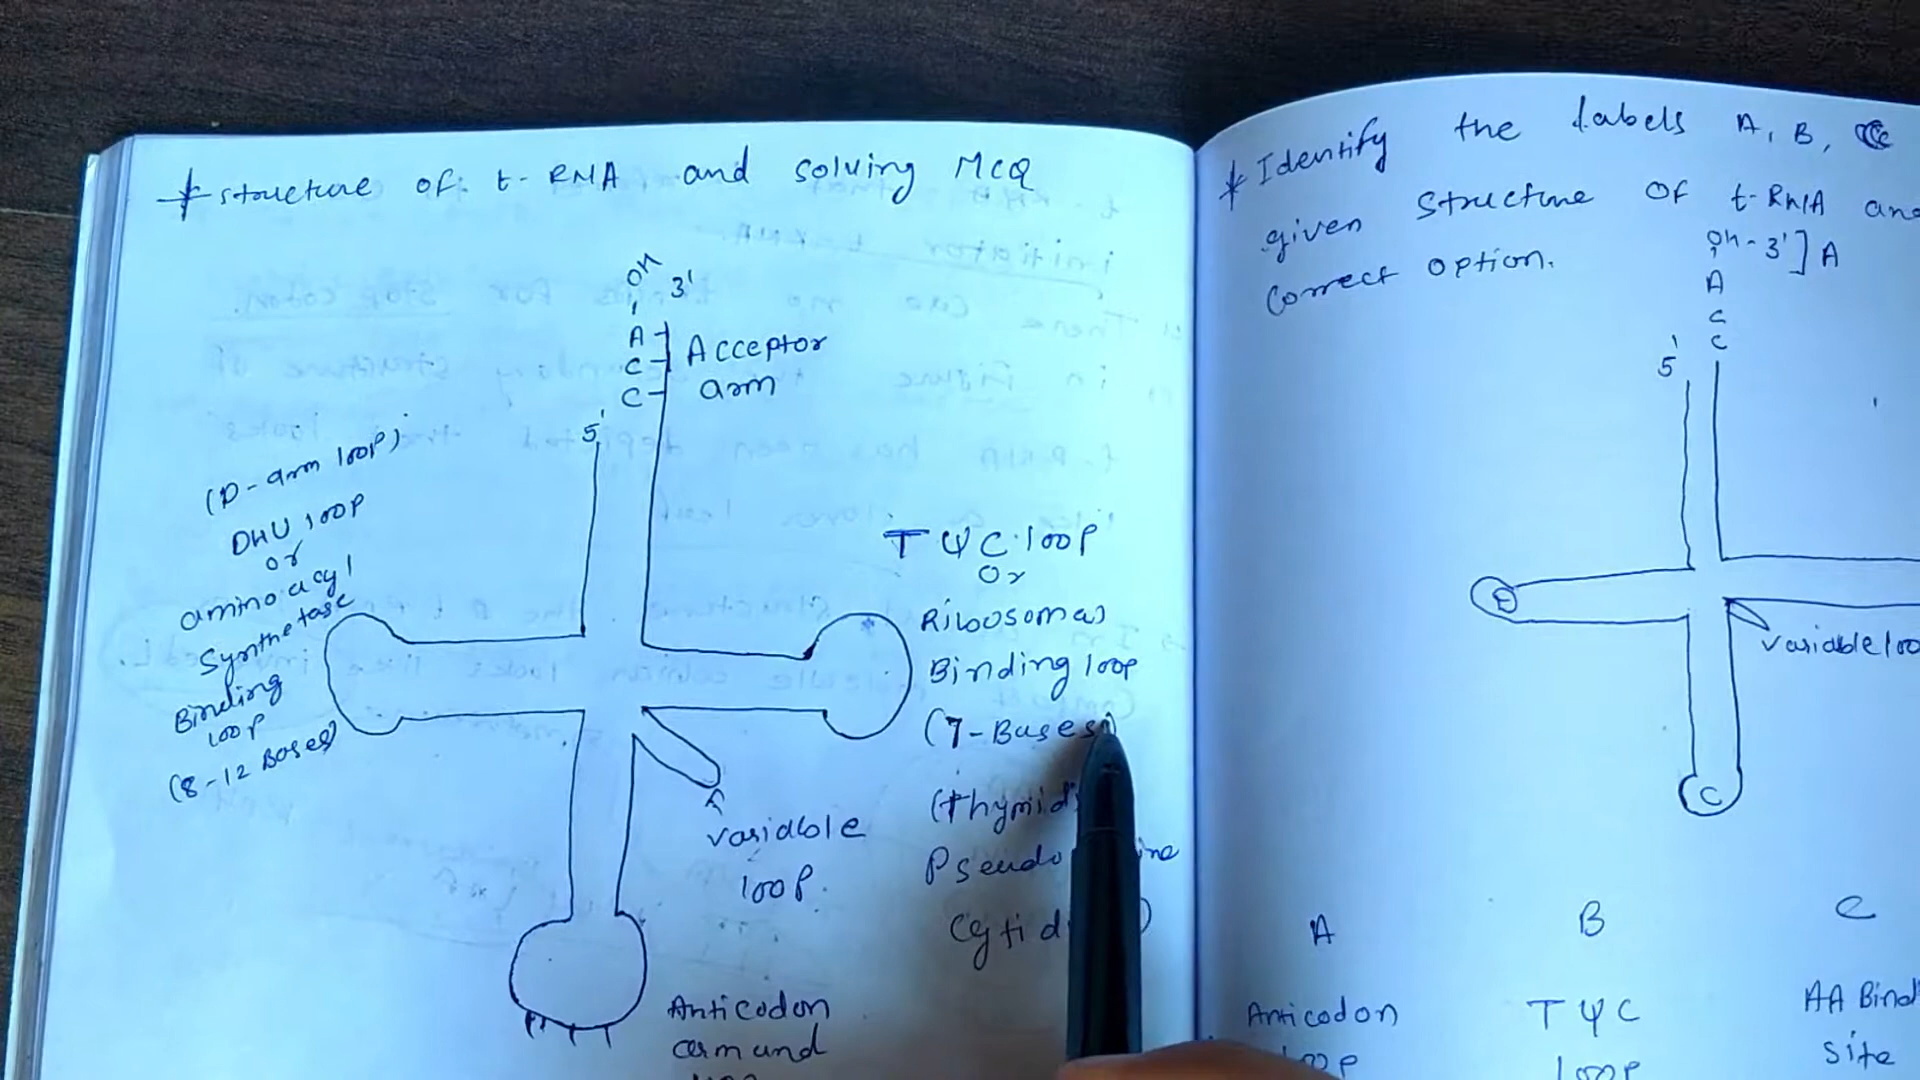 * structure of t-RNA and solving MCQ
OH
3'
A
C
C
Acceptor
arm
5'
(D-arm loop)
DHU loop
or
aminoacyl
Synthetase
Binding
loop
(8-12 Bases)
TΨC loop
Or
Ribosomal
Binding loop
(7-Bases)
Pseudo
variable
loop.
Anticodon
arm and
* Identify the labels A, B, C
given Structure Of t-RNA and
Correct Option.
OH-3'] A
A
C
C
5'
variable loo
C
A B C
Anticodon TΨC AA Bind
loop Site